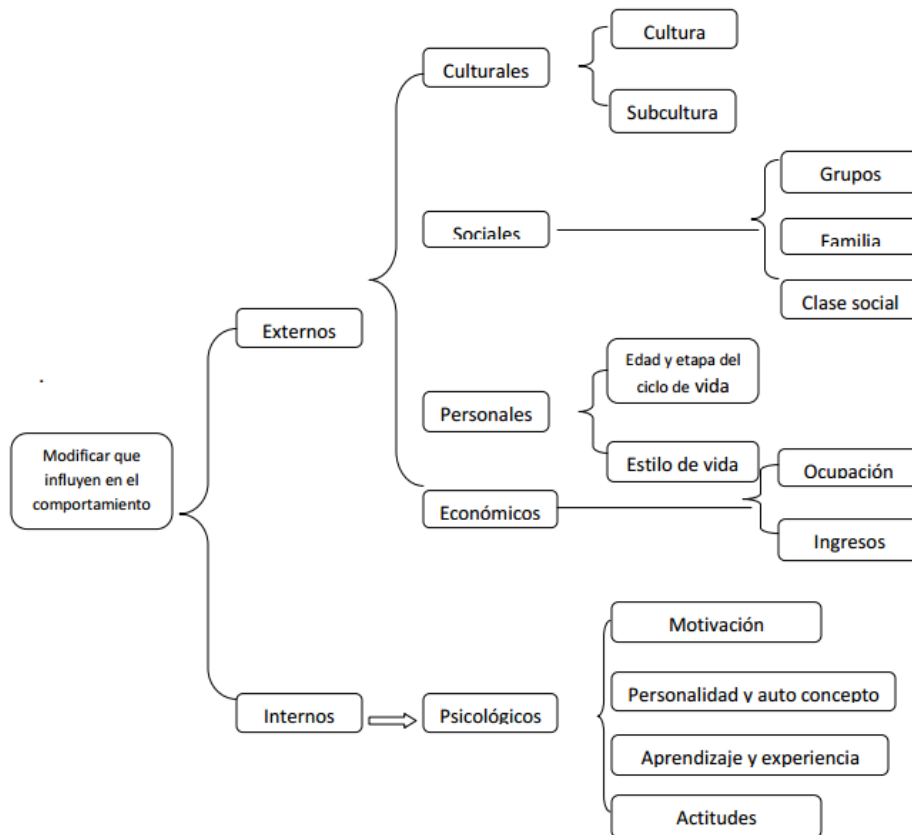 Cultura
Culturales
Subcultura
Grupos
Sociales
Familia
Clase social
Externos
Edad y etapa del
ciclo de vida
Personales
Estilo de vida
Modificar que
influyen en el
comportamiento
Ocupación
Económicos
Ingresos
Motivación
Personalidad y auto concepto
Internos
Psicológicos
Aprendizaje y experiencia
Actitudes